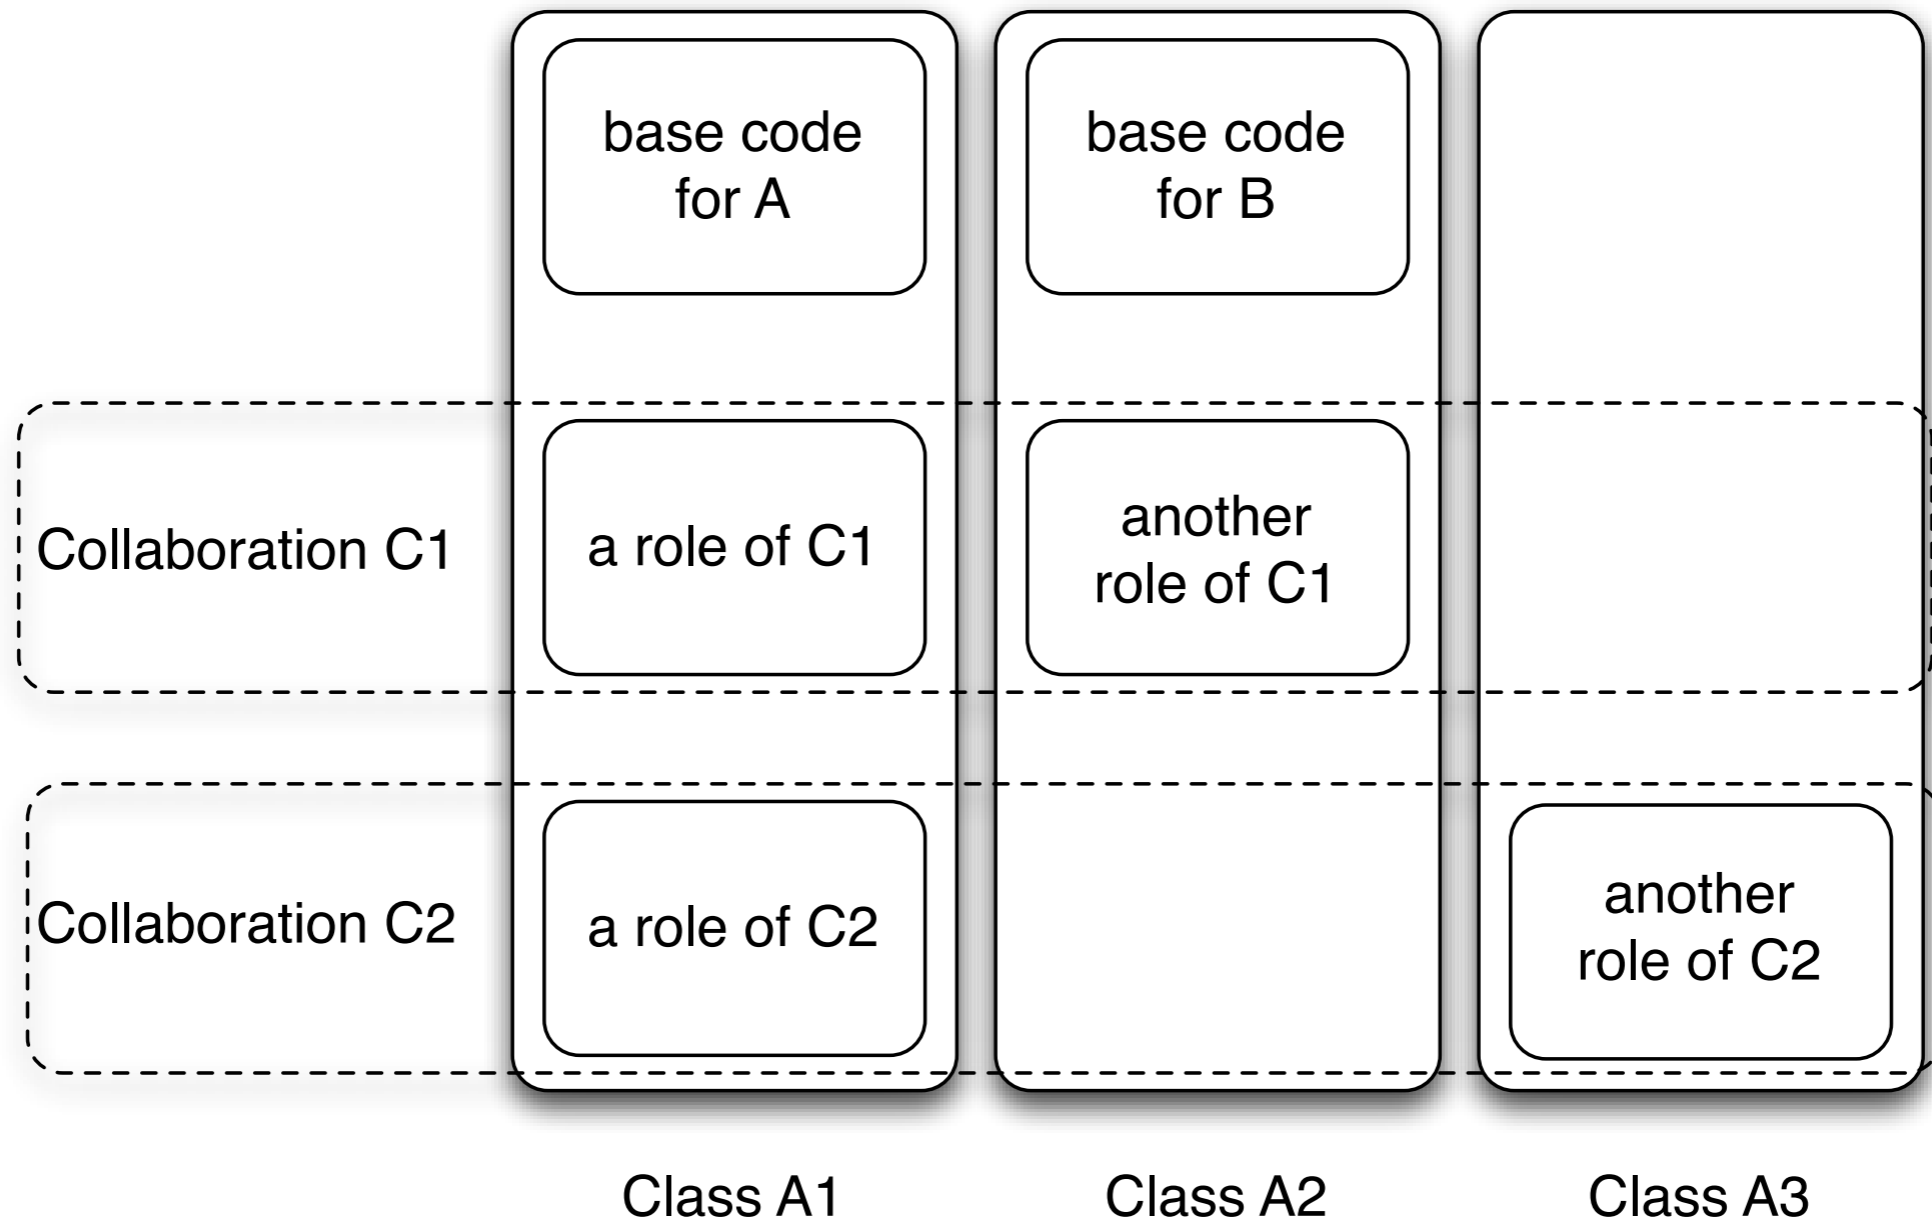 base code
for A
base code
for B
Collaboration C1
a role of C1
another
role of C1
Collaboration C2
a role of C2
another
role of C2
Class A1
Class A2
Class A3